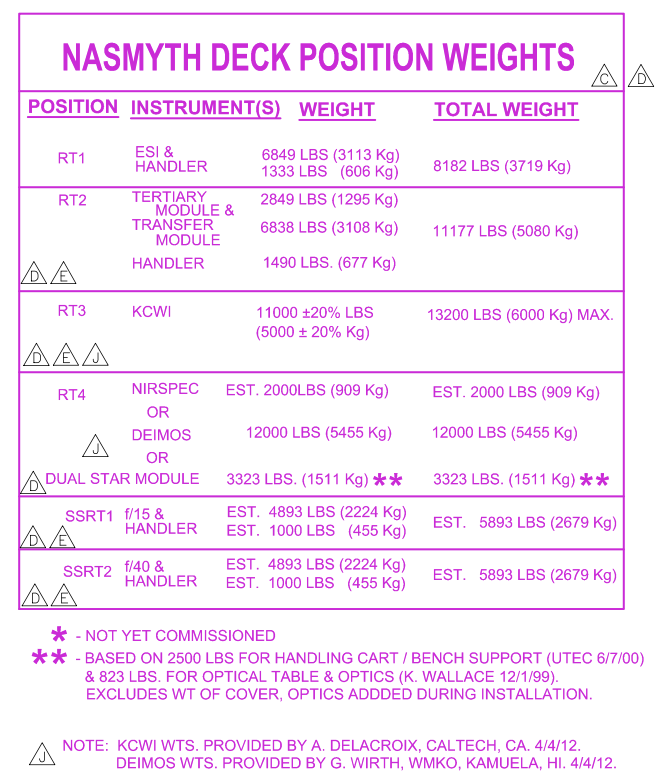 NASMYTH DECK POSITION WEIGHTS C D
POSITION INSTRUMENT(S) WEIGHT TOTAL WEIGHT
RT1 ESI & 6849 LBS (3113 Kg) 8182 LBS (3719 Kg)
HANDLER 1333 LBS (606 Kg)
RT2 TERTIARY 2849 LBS (1295 Kg)
MODULE &
TRANSFER 6838 LBS (3108 Kg) 11177 LBS (5080 Kg)
MODULE
D E HANDLER 1490 LBS. (677 Kg)
RT3 KCWI 11000 ±20% LBS 13200 LBS (6000 Kg) MAX.
(5000 ± 20% Kg)
D E J
RT4 NIRSPEC EST. 2000LBS (909 Kg) EST. 2000 LBS (909 Kg)
OR
J DEIMOS 12000 LBS (5455 Kg) 12000 LBS (5455 Kg)
OR
D DUAL STAR MODULE 3323 LBS. (1511 Kg) ** 3323 LBS. (1511 Kg) **
SSRT1 f/15 & EST. 4893 LBS (2224 Kg) EST. 5893 LBS (2679 Kg)
D E HANDLER EST. 1000 LBS (455 Kg)
SSRT2 f/40 & EST. 4893 LBS (2224 Kg) EST. 5893 LBS (2679 Kg)
D E HANDLER EST. 1000 LBS (455 Kg)
* - NOT YET COMMISSIONED
** - BASED ON 2500 LBS FOR HANDLING CART / BENCH SUPPORT (UTEC 6/7/00)
& 823 LBS. FOR OPTICAL TABLE & OPTICS (K. WALLACE 12/1/99).
EXCLUDES WT OF COVER, OPTICS ADDDED DURING INSTALLATION.
J NOTE: KCWI WTS. PROVIDED BY A. DELACROIX, CALTECH, CA. 4/4/12.
DEIMOS WTS. PROVIDED BY G. WIRTH, WMKO, KAMUELA, HI. 4/4/12.